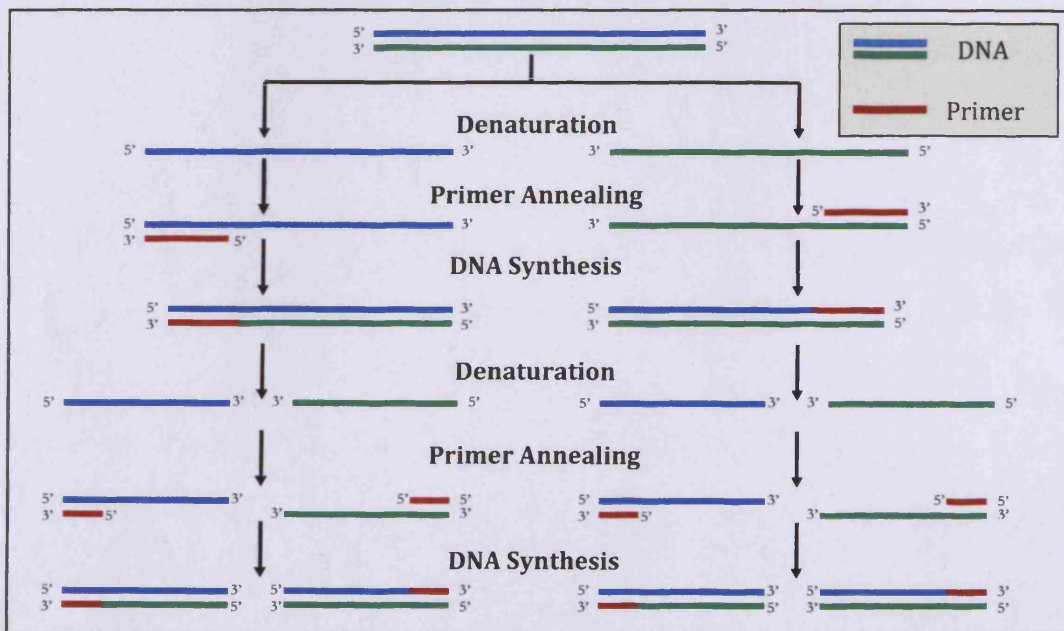 5' 3'
3' 5'
DNA
Primer
Denaturation
5' 3' 3' 5'
Primer Annealing
5' 3'
5' 3' 3' 5'
3' 5'
DNA Synthesis
5' 3' 5' 3'
3' 5' 3' 5'
Denaturation
5' 3' 3' 5' 5' 3' 3' 5'
Primer Annealing
5' 3' 5' 5' 5' 3' 5' 5'
3' 5' 3' 3' 3' 5' 3' 3'
DNA Synthesis
5' 3' 5' 3' 5' 3' 5' 3'
3' 5' 3' 5' 3' 5' 3' 5'